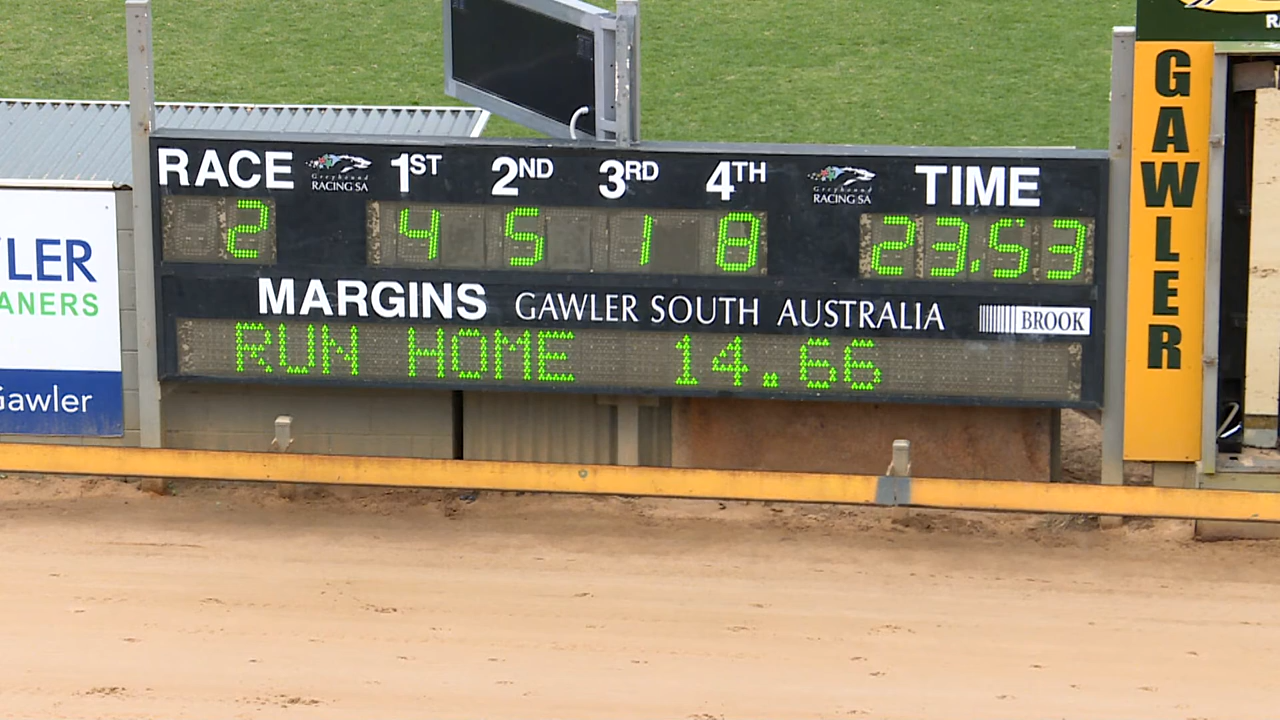 RACE 1ST 2ND 3RD 4TH TIME
Greyhound RACING SA Greyhound RACING SA
2 4 5 1 8 23.53
MARGINS GAWLER SOUTH AUSTRALIA BROOK
RUN HOME 14.66
LER
ANERS
Gawler
GAWLER